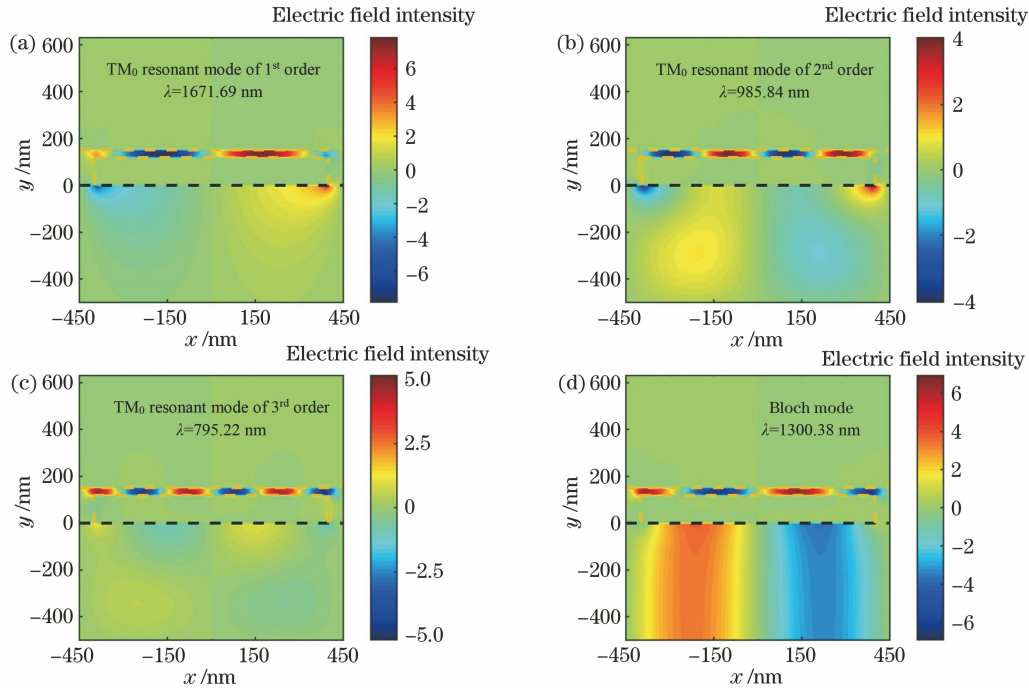 Electric field intensity
(a)
TM₀ resonant mode of 1ˢᵗ order
λ=1671.69 nm
y /nm
600
400
200
0
−200
−400
−450
−150
150
450
x /nm
6
4
2
0
−2
−4
−6
Electric field intensity
(b)
TM₀ resonant mode of 2ⁿᵈ order
λ=985.84 nm
y /nm
600
400
200
0
−200
−400
−450
−150
150
450
x /nm
4
2
0
−2
−4
Electric field intensity
(c)
TM₀ resonant mode of 3ʳᵈ order
λ=795.22 nm
y /nm
600
400
200
0
−200
−400
−450
−150
150
450
x /nm
5.0
2.5
0
−2.5
−5.0
Electric field intensity
(d)
Bloch mode
λ=1300.38 nm
y /nm
600
400
200
0
−200
−400
−450
−150
150
450
x /nm
6
4
2
0
−2
−4
−6